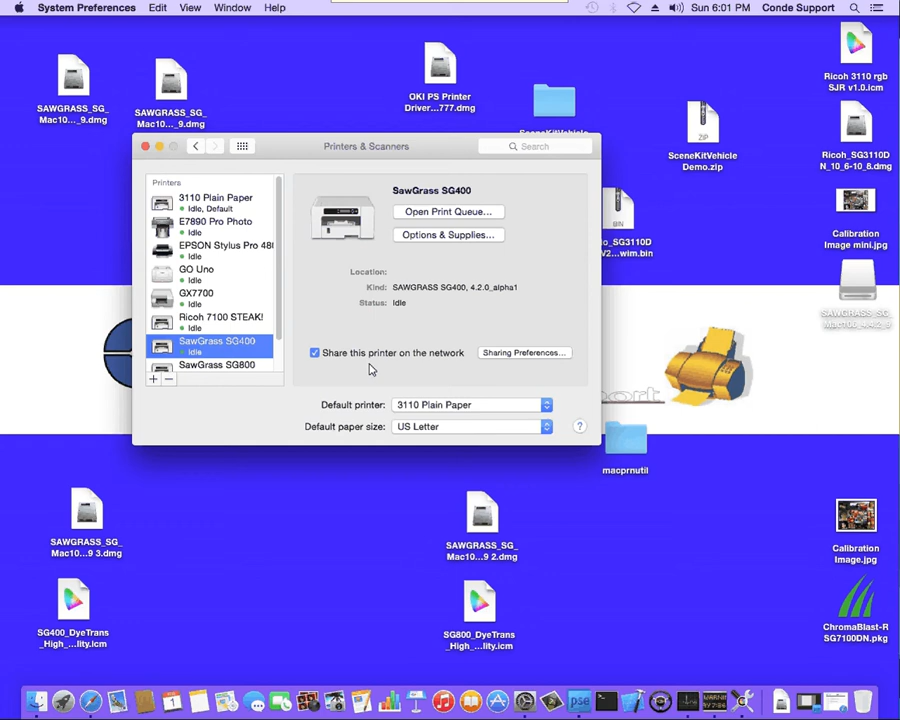 System Preferences Edit View Window Help
Sun 6:01 PM Conde Support
SAWGRASS_SG_
Mac10..._9.dmg
SAWGRASS_SG_
Mac10..._9.dmg
OKI PS Printer
Driver...777.dmg
SceneKitVehicle
ZIP
SceneKitVehicle
Demo.zip
Ricoh 3110 rgb
SJR v1.0.icm
Ricoh_SG3110D
N_10_6-10_8.dmg
Calibration
Image mini.jpg
BIN
Printers & Scanners
Search
Printers
3110 Plain Paper
Idle, Default
E7890 Pro Photo
Idle
EPSON Stylus Pro 48
Idle
GO Uno
Idle
GX7700
Idle
Ricoh 7100 STEAK!
Idle
SawGrass SG400
Idle
SawGrass SG800
+ −
SawGrass SG400
Open Print Queue...
Options & Supplies...
Location:
Kind: SAWGRASS SG400, 4.2.0_alpha1
Status: Idle
Share this printer on the network
Sharing Preferences...
Default printer: 3110 Plain Paper
Default paper size: US Letter
?
macprnutil
SAWGRASS_SG_
Mac10...9 3.dmg
SAWGRASS_SG_
Mac10...9 2.dmg
Calibration
Image.jpg
SG400_DyeTrans
_High_...lity.icm
SG800_DyeTrans
_High_...lity.icm
ChromaBlast-R
SG7100DN.pkg
pse